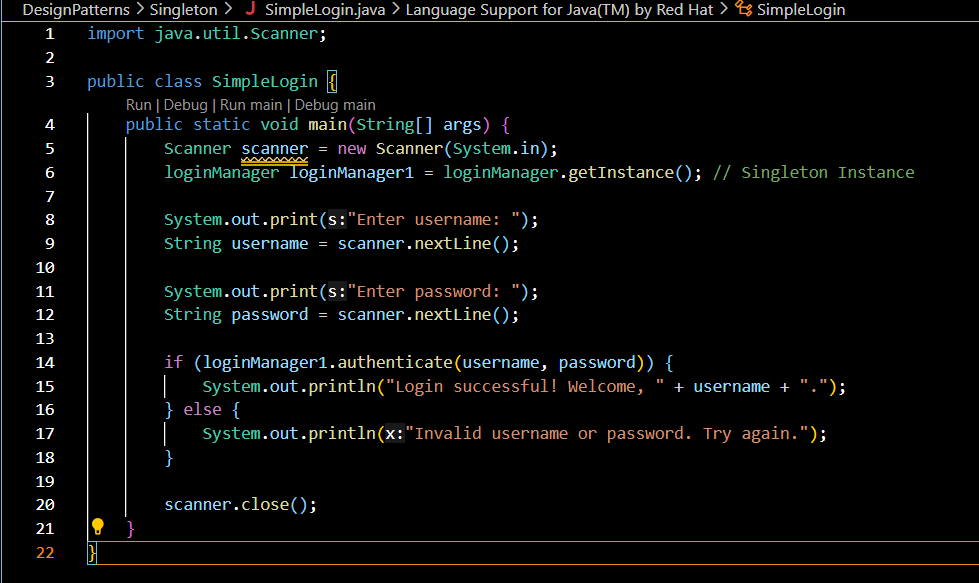 DesignPatterns > Singleton > J SimpleLogin.java > Language Support for Java(TM) by Red Hat > SimpleLogin
1 import java.util.Scanner;
2
3 public class SimpleLogin {
Run | Debug | Run main | Debug main
4 public static void main(String[] args) {
5 Scanner scanner = new Scanner(System.in);
6 loginManager loginManager1 = loginManager.getInstance(); // Singleton Instance
7
8 System.out.print(s:"Enter username: ");
9 String username = scanner.nextLine();
10
11 System.out.print(s:"Enter password: ");
12 String password = scanner.nextLine();
13
14 if (loginManager1.authenticate(username, password)) {
15 System.out.println("Login successful! Welcome, " + username + ".");
16 } else {
17 System.out.println(x:"Invalid username or password. Try again.");
18 }
19
20 scanner.close();
21 }
22 }